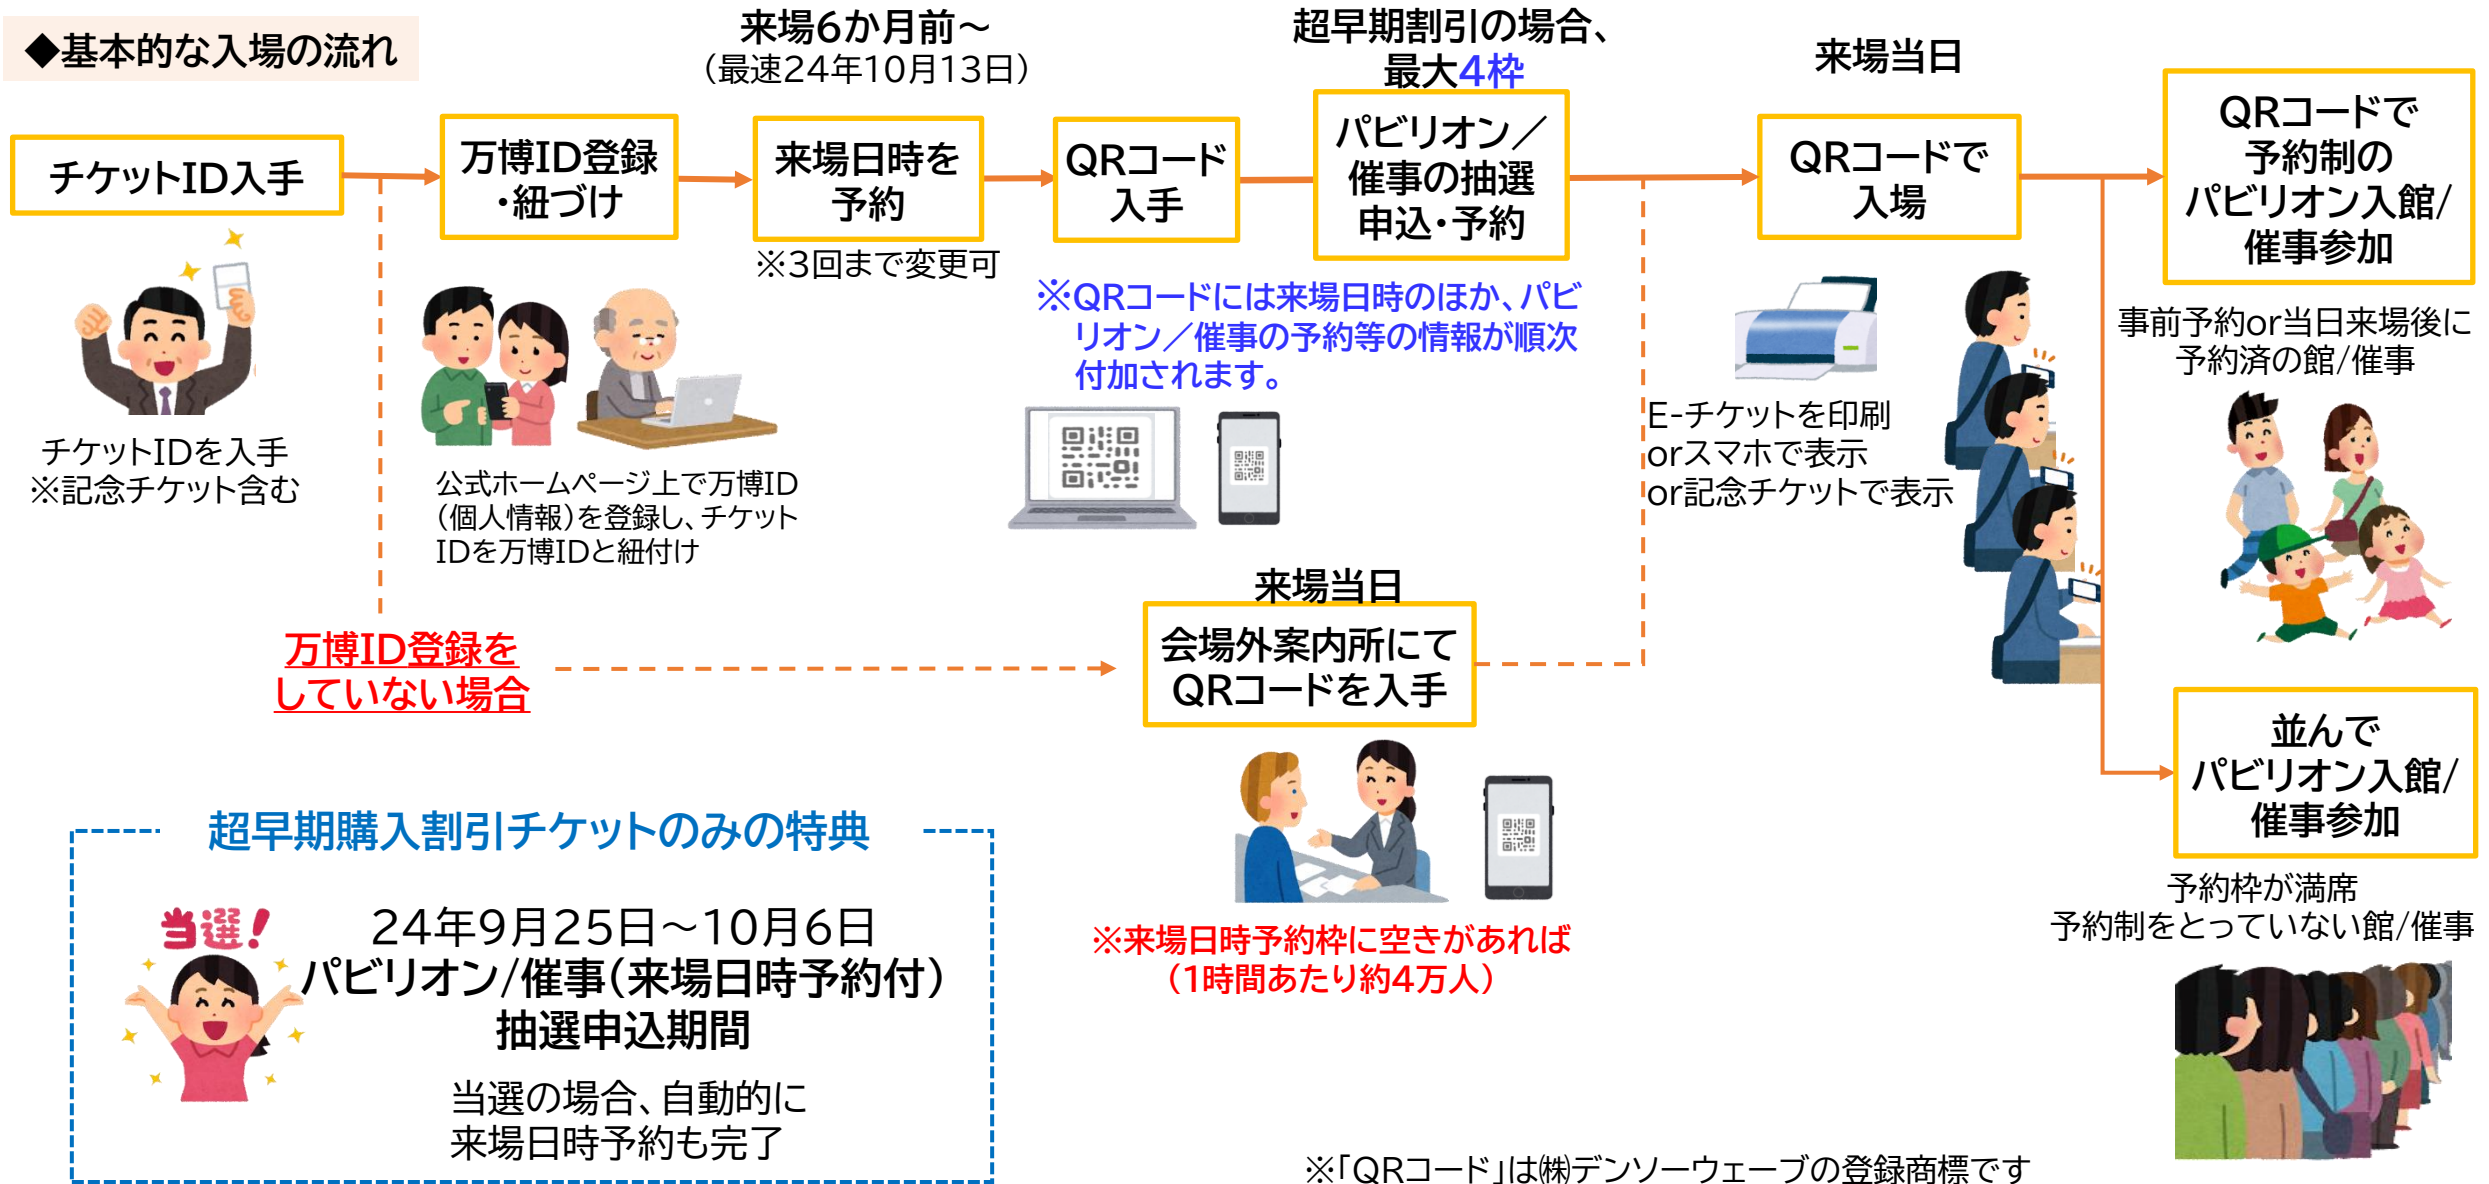 ◆基本的な入場の流れ
来場6か月前～
（最速24年10月13日）
超早期割引の場合、
最大4枠
来場当日
チケットID入手
万博ID登録
・紐づけ
来場日時を
予約
QRコード
入手
パビリオン／
催事の抽選
申込・予約
QRコードで
入場
QRコードで
予約制の
パビリオン入館/
催事参加
※3回まで変更可
※QRコードには来場日時のほか、パビ
リオン／催事の予約等の情報が順次
付加されます。
事前予約or当日来場後に
予約済の館/催事
チケットIDを入手
※記念チケット含む
公式ホームページ上で万博ID
（個人情報）を登録し、チケット
IDを万博IDと紐付け
E-チケットを印刷
orスマホで表示
or記念チケットで表示
万博ID登録を
していない場合
来場当日
会場外案内所にて
QRコードを入手
※来場日時予約枠に空きがあれば
（1時間あたり約4万人）
並んで
パビリオン入館/
催事参加
予約枠が満席
予約制をとっていない館/催事
超早期購入割引チケットのみの特典
当選！
24年9月25日～10月6日
パビリオン/催事（来場日時予約付）
抽選申込期間
当選の場合、自動的に
来場日時予約も完了
※「QRコード」は㈱デンソーウェーブの登録商標です